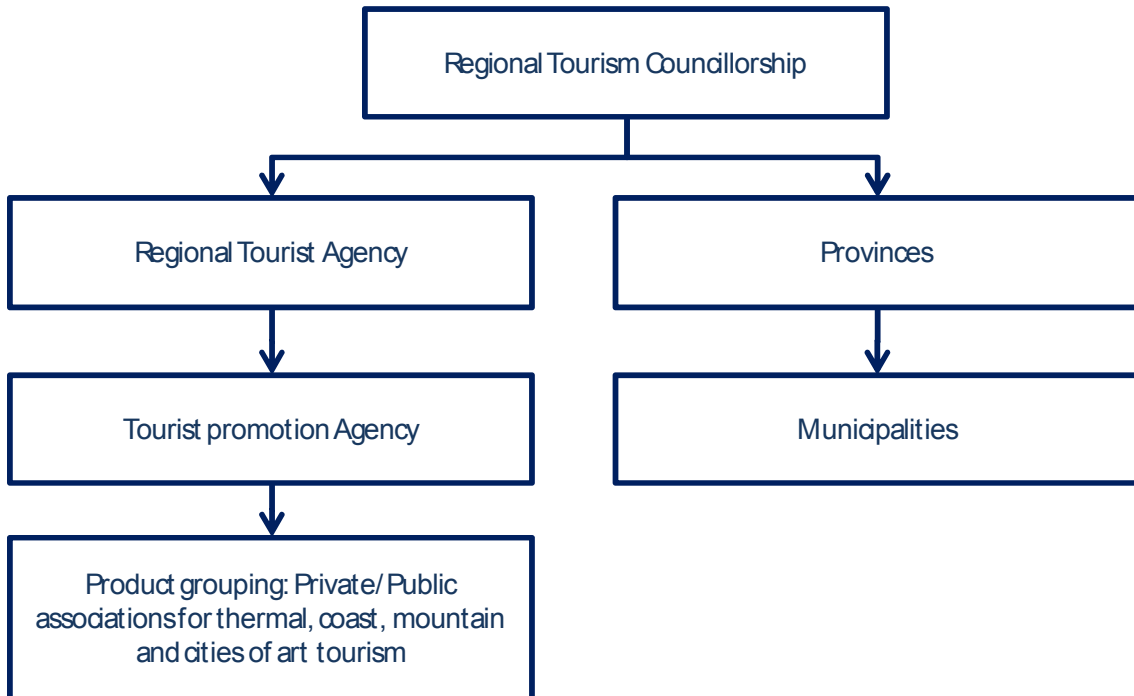 Regional Tourism Councillorship
Regional Tourist Agency
Provinces
Tourist promotion Agency
Municipalities
Product grouping: Private/ Public
associations for thermal, coast, mountain
and cities of art tourism